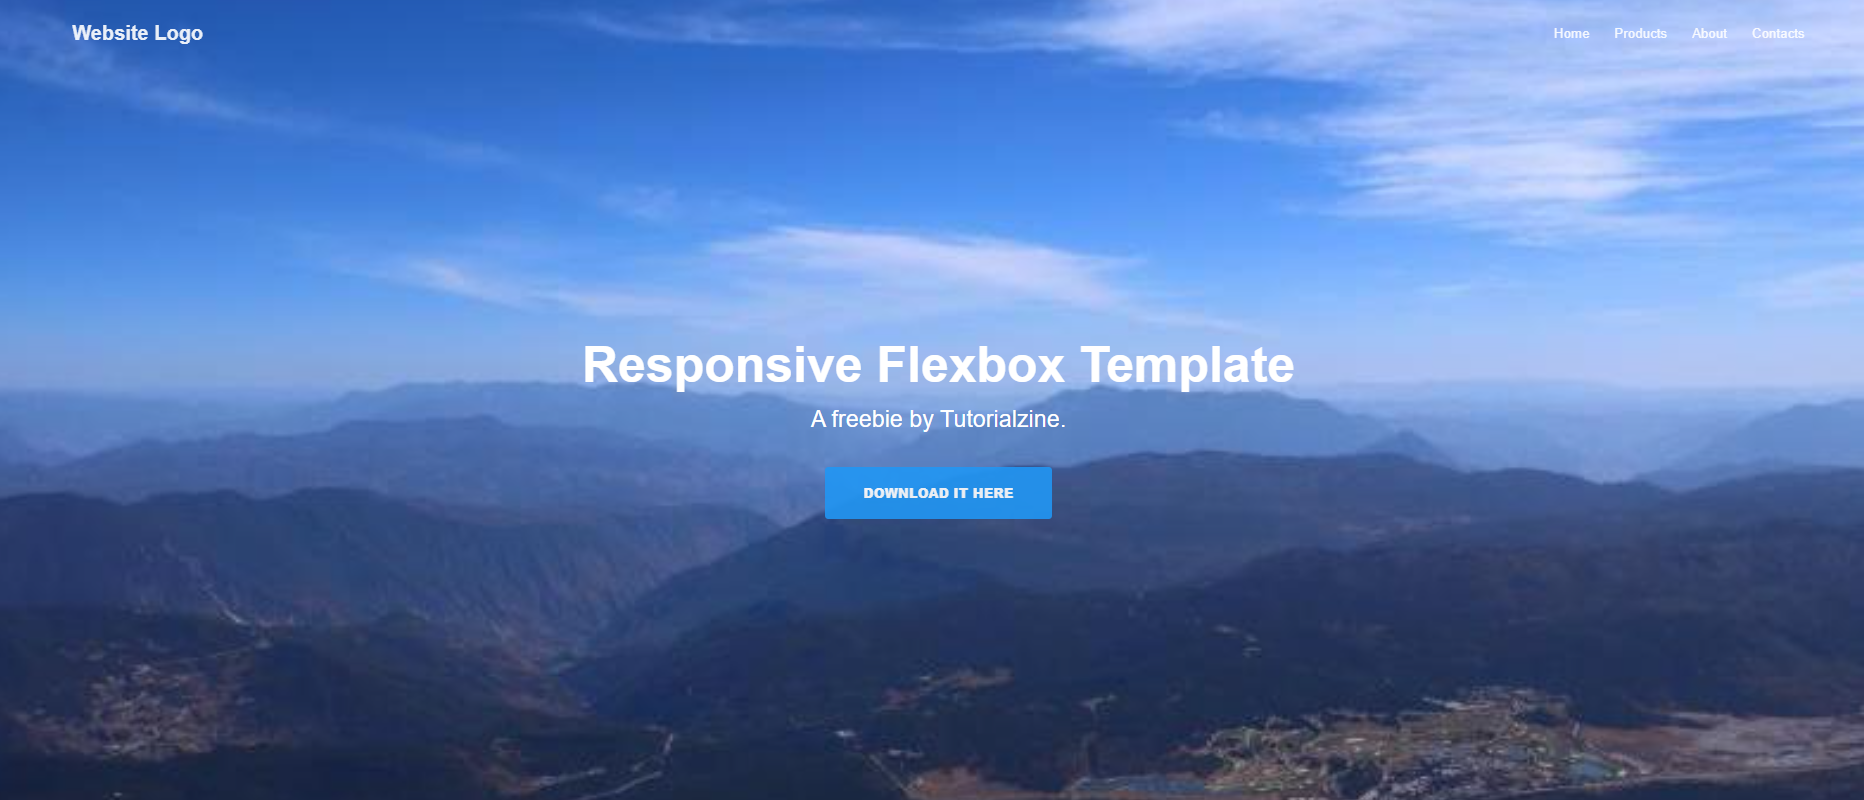 Website Logo
Home Products About Contacts
Responsive Flexbox Template
A freebie by Tutorialzine.
DOWNLOAD IT HERE